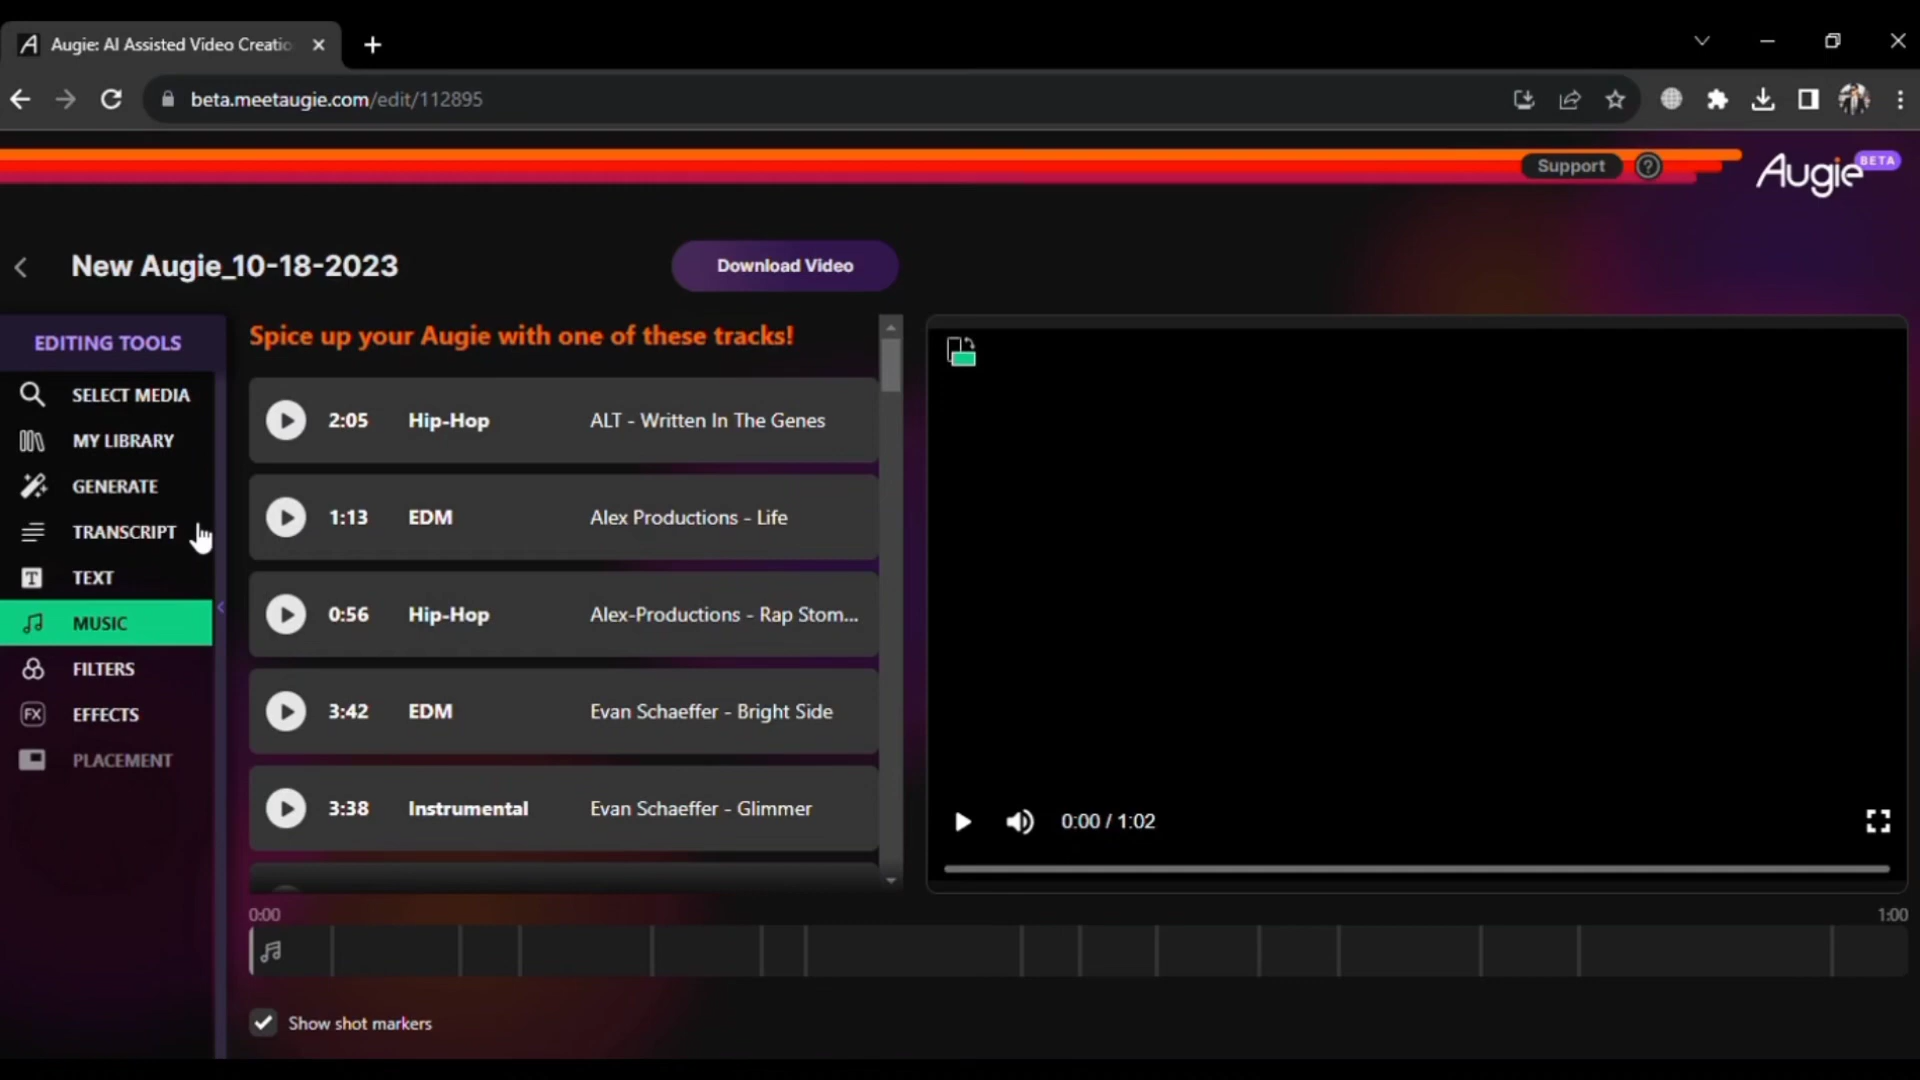 Augie: AI Assisted Video Creatio
beta.meetaugie.com/edit/112895
Support
?
Augie BETA
New Augie_10-18-2023
Download Video
EDITING TOOLS
SELECT MEDIA
MY LIBRARY
GENERATE
TRANSCRIPT
TEXT
MUSIC
FILTERS
FX EFFECTS
PLACEMENT
Spice up your Augie with one of these tracks!
2:05 Hip-Hop ALT - Written In The Genes
1:13 EDM Alex Productions - Life
0:56 Hip-Hop Alex-Productions - Rap Stom...
3:42 EDM Evan Schaeffer - Bright Side
3:38 Instrumental Evan Schaeffer - Glimmer
0:00 / 1:02
0:00
1:00
Show shot markers